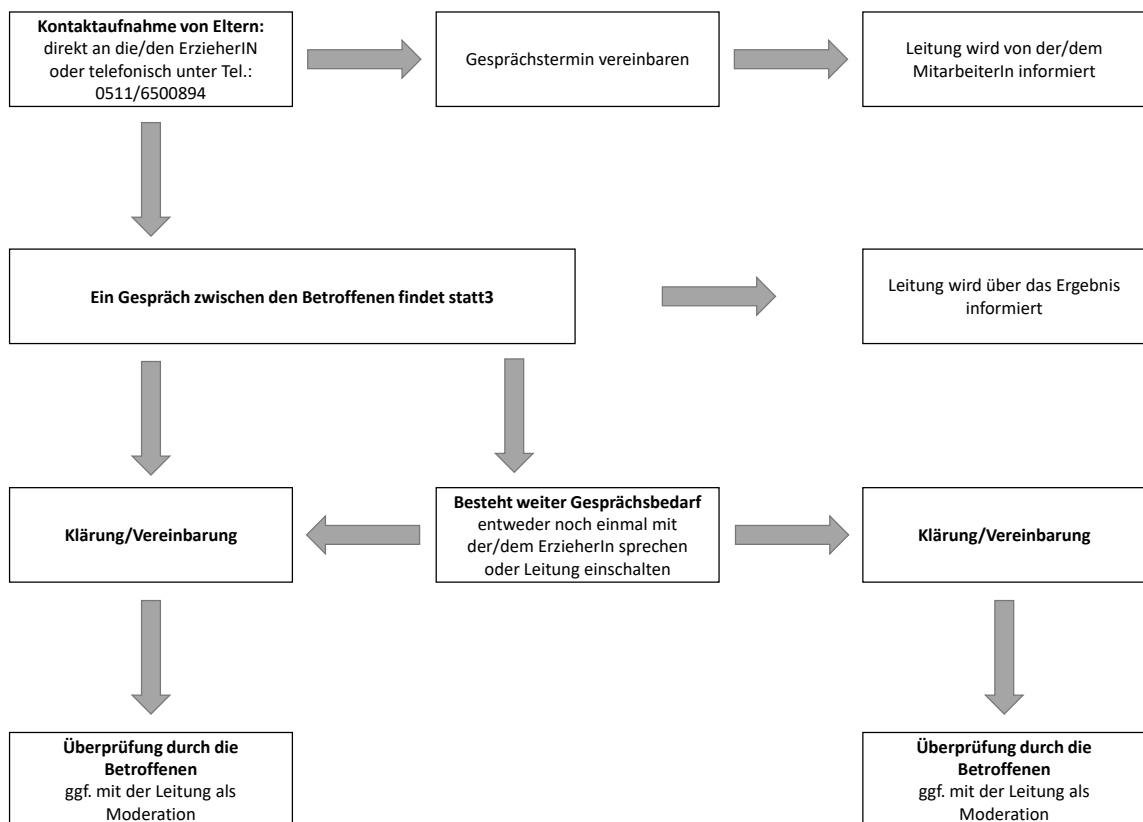 Kontaktaufnahme von Eltern:
direkt an die/den ErzieherIN
oder telefonisch unter Tel.:
0511/6500894
Gesprächstermin vereinbaren
Leitung wird von der/dem
MitarbeiterIn informiert
Ein Gespräch zwischen den Betroffenen findet statt3
Leitung wird über das Ergebnis
informiert
Klärung/Vereinbarung
Besteht weiter Gesprächsbedarf
entweder noch einmal mit
der/dem ErzieherIn sprechen
oder Leitung einschalten
Klärung/Vereinbarung
Überprüfung durch die
Betroffenen
ggf. mit der Leitung als
Moderation
Überprüfung durch die
Betroffenen
ggf. mit der Leitung als
Moderation